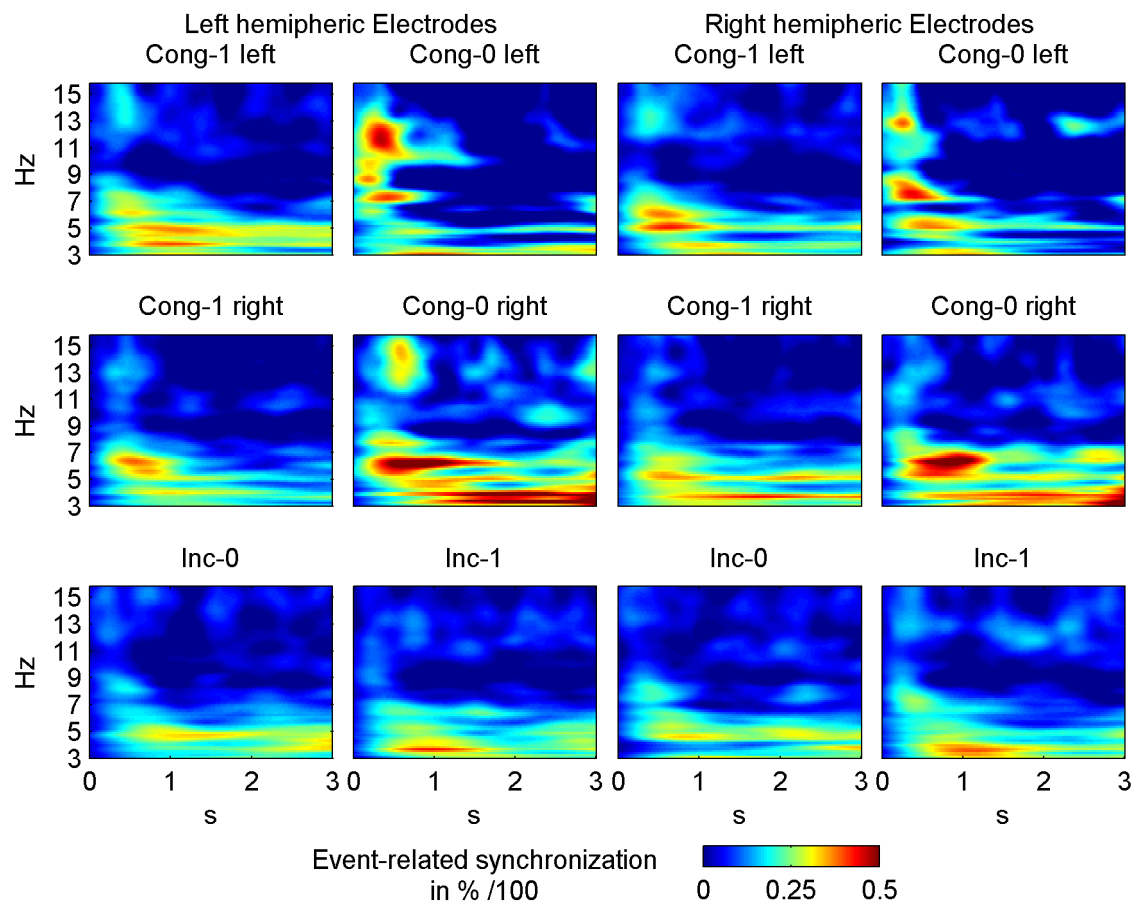 Left hemipheric Electrodes Right hemipheric Electrodes
Cong-1 left Cong-0 left Cong-1 left Cong-0 left
15
13
11
9
7
5
3
Hz
Cong-1 right Cong-0 right Cong-1 right Cong-0 right
15
13
11
9
7
5
3
Hz
Inc-0 Inc-1 Inc-0 Inc-1
15
13
11
9
7
5
3
Hz
0 1 2 3 0 1 2 3 0 1 2 3 0 1 2 3
s s s s
Event-related synchronization
in % /100
0 0.25 0.5